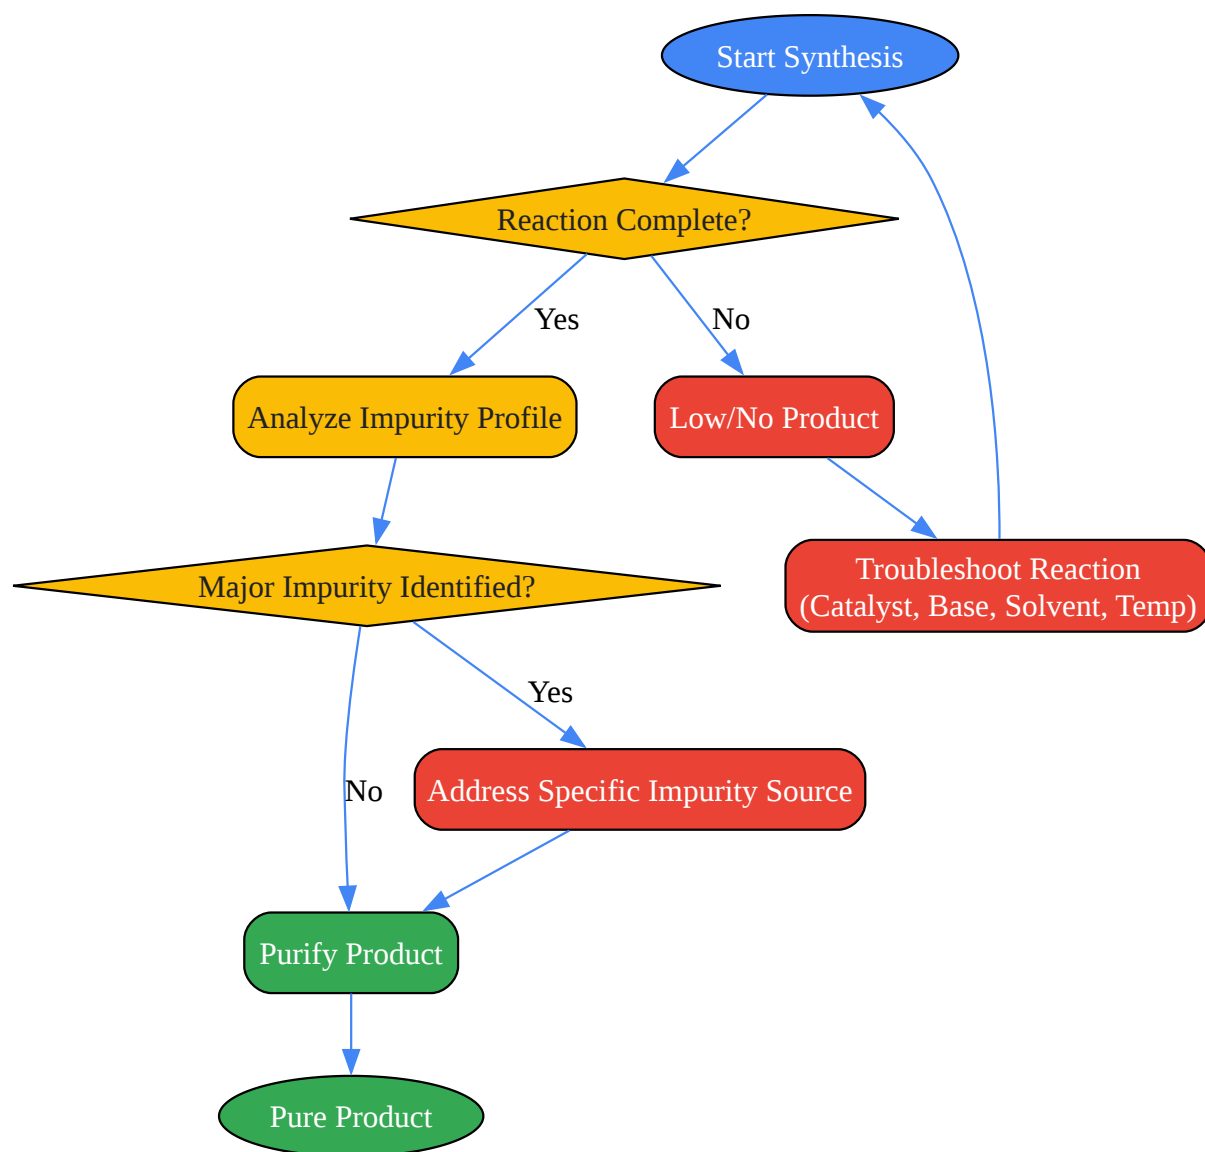 Start Synthesis
Reaction Complete?
Yes
No
Analyze Impurity Profile
Low/No Product
Troubleshoot Reaction
(Catalyst, Base, Solvent, Temp)
Major Impurity Identified?
Yes
No
Address Specific Impurity Source
Purify Product
Pure Product